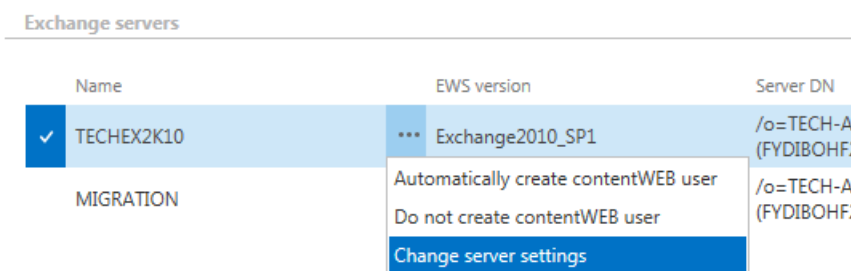 Exchange servers
Name EWS version Server DN
TECHEX2K10 ••• Exchange2010_SP1 /o=TECH-A
(FYDIBOHF
Automatically create contentWEB user
MIGRATION /o=TECH-A
Do not create contentWEB user (FYDIBOHF
Change server settings